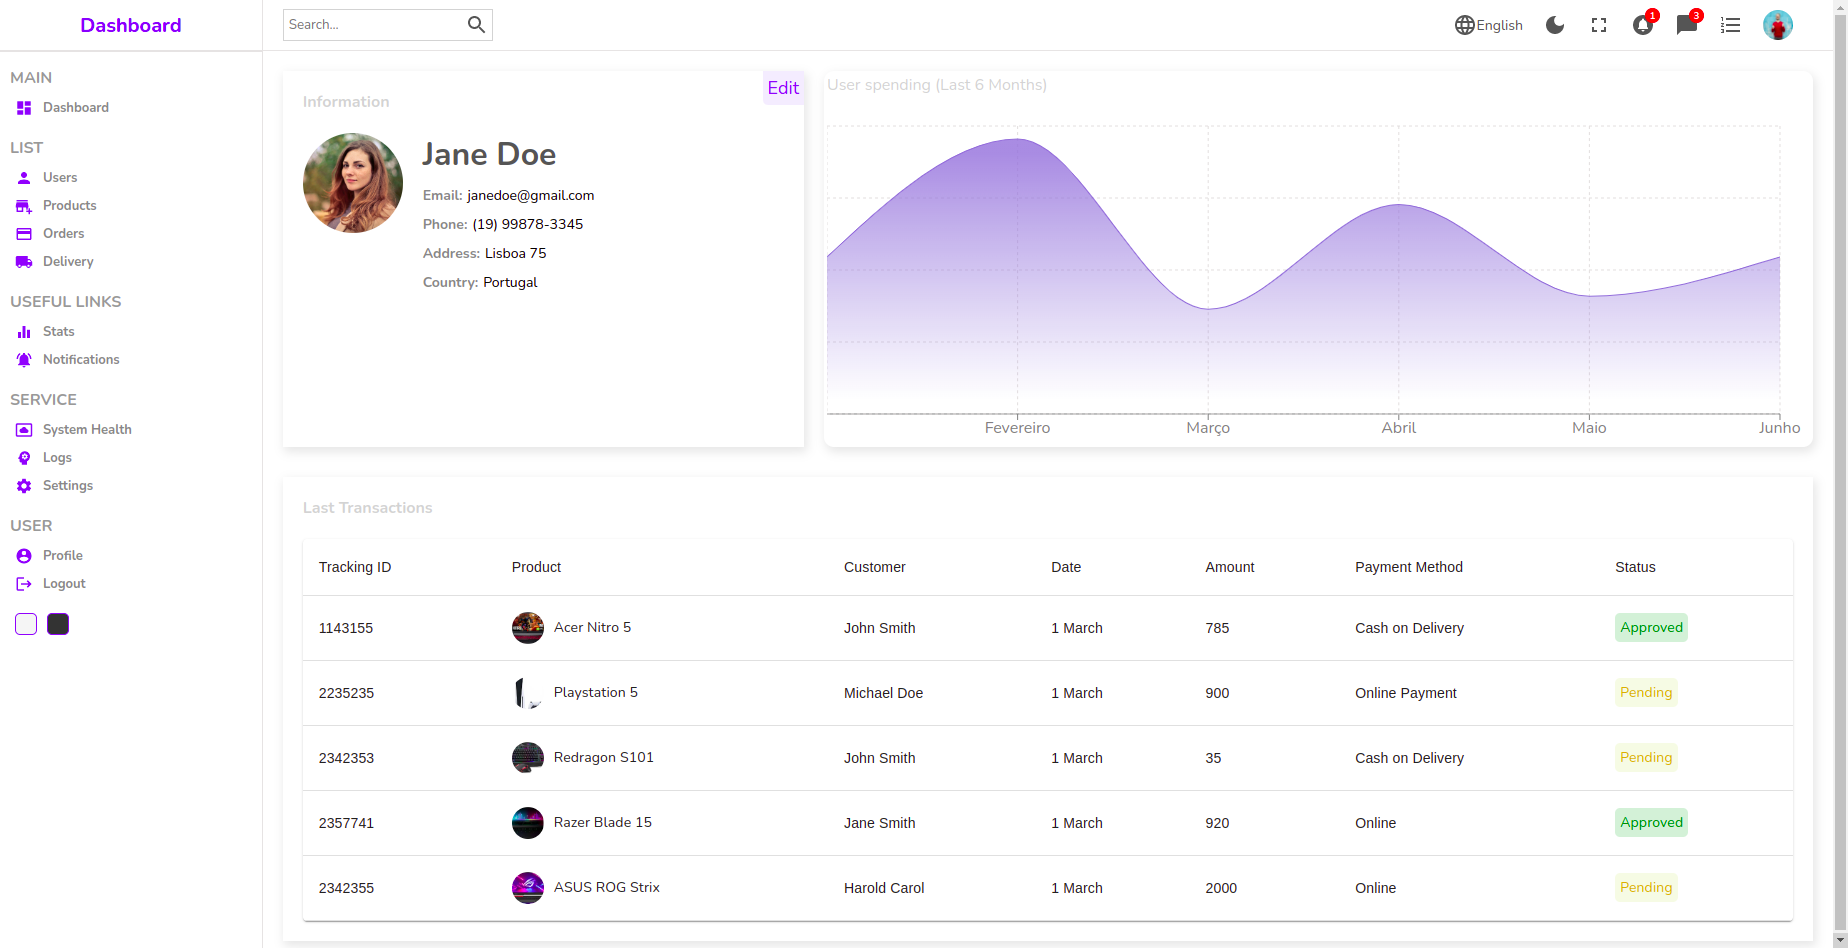 Dashboard
Search...
English
1
3
MAIN
Dashboard
LIST
Users
Products
Orders
Delivery
USEFUL LINKS
Stats
Notifications
SERVICE
System Health
Logs
Settings
USER
Profile
Logout
Edit
Information
Jane Doe
Email: janedoe@gmail.com
Phone: (19) 99878-3345
Address: Lisboa 75
Country: Portugal
User spending (Last 6 Months)
Fevereiro Março Abril Maio Junho
Last Transactions
Tracking ID Product Customer Date Amount Payment Method Status
1143155 Acer Nitro 5 John Smith 1 March 785 Cash on Delivery Approved
2235235 Playstation 5 Michael Doe 1 March 900 Online Payment Pending
2342353 Redragon S101 John Smith 1 March 35 Cash on Delivery Pending
2357741 Razer Blade 15 Jane Smith 1 March 920 Online Approved
2342355 ASUS ROG Strix Harold Carol 1 March 2000 Online Pending